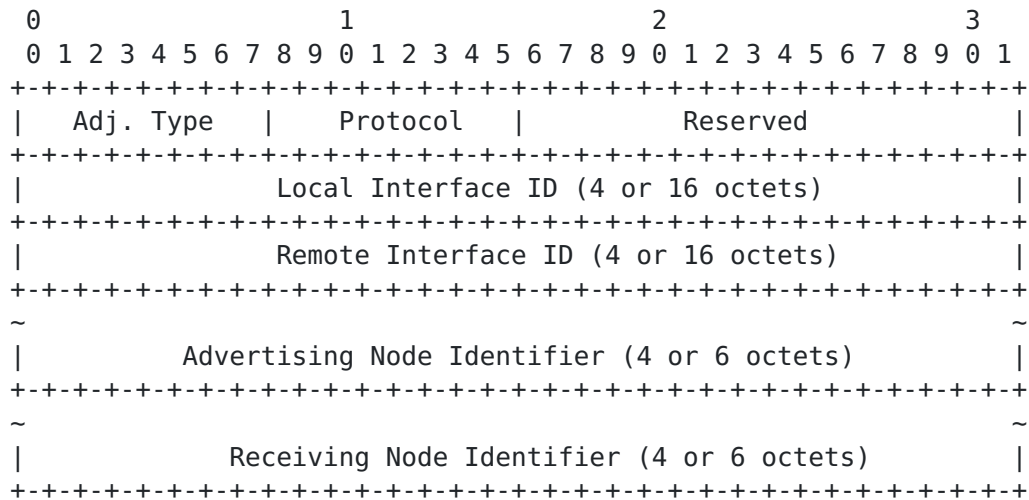 0                   1                   2                   3
 0 1 2 3 4 5 6 7 8 9 0 1 2 3 4 5 6 7 8 9 0 1 2 3 4 5 6 7 8 9 0 1
+-+-+-+-+-+-+-+-+-+-+-+-+-+-+-+-+-+-+-+-+-+-+-+-+-+-+-+-+-+-+-+-+
|   Adj. Type   |    Protocol   |          Reserved             |
+-+-+-+-+-+-+-+-+-+-+-+-+-+-+-+-+-+-+-+-+-+-+-+-+-+-+-+-+-+-+-+-+
|                Local Interface ID (4 or 16 octets)            |
+-+-+-+-+-+-+-+-+-+-+-+-+-+-+-+-+-+-+-+-+-+-+-+-+-+-+-+-+-+-+-+-+
|                Remote Interface ID (4 or 16 octets)           |
+-+-+-+-+-+-+-+-+-+-+-+-+-+-+-+-+-+-+-+-+-+-+-+-+-+-+-+-+-+-+-+-+
~                                                               ~
|          Advertising Node Identifier (4 or 6 octets)          |
+-+-+-+-+-+-+-+-+-+-+-+-+-+-+-+-+-+-+-+-+-+-+-+-+-+-+-+-+-+-+-+-+
~                                                               ~
|             Receiving Node Identifier (4 or 6 octets)         |
+-+-+-+-+-+-+-+-+-+-+-+-+-+-+-+-+-+-+-+-+-+-+-+-+-+-+-+-+-+-+-+-+